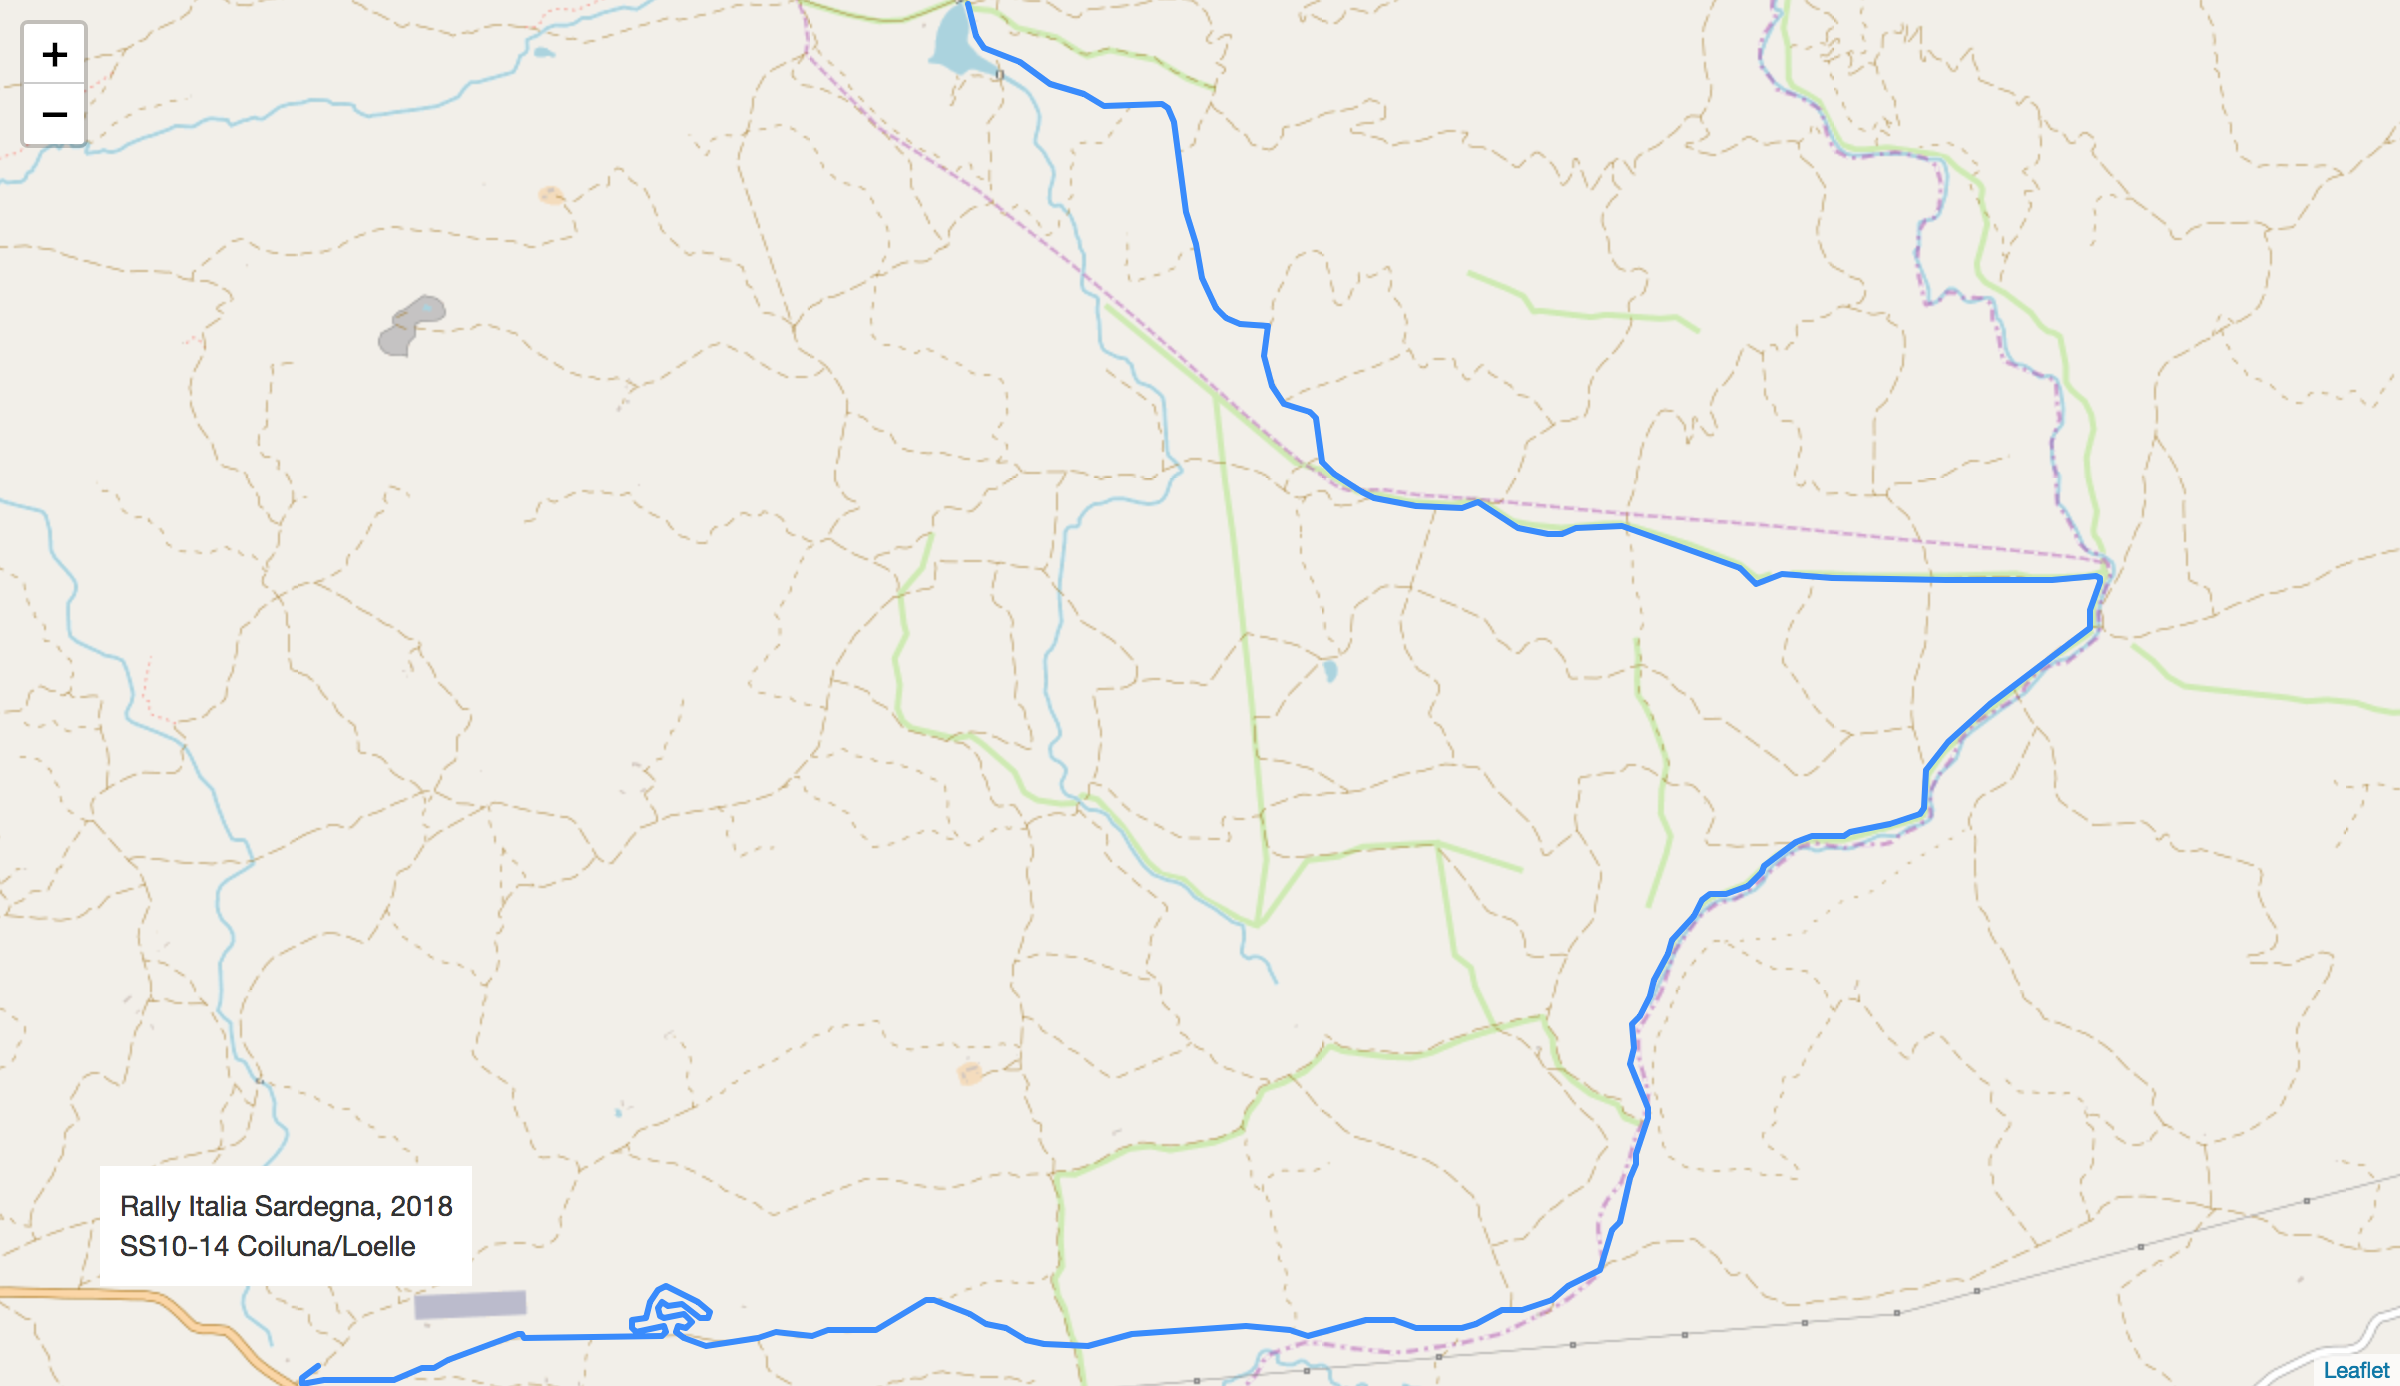 +
−
Rally Italia Sardegna, 2018
SS10-14 Coiluna/Loelle
Leaflet